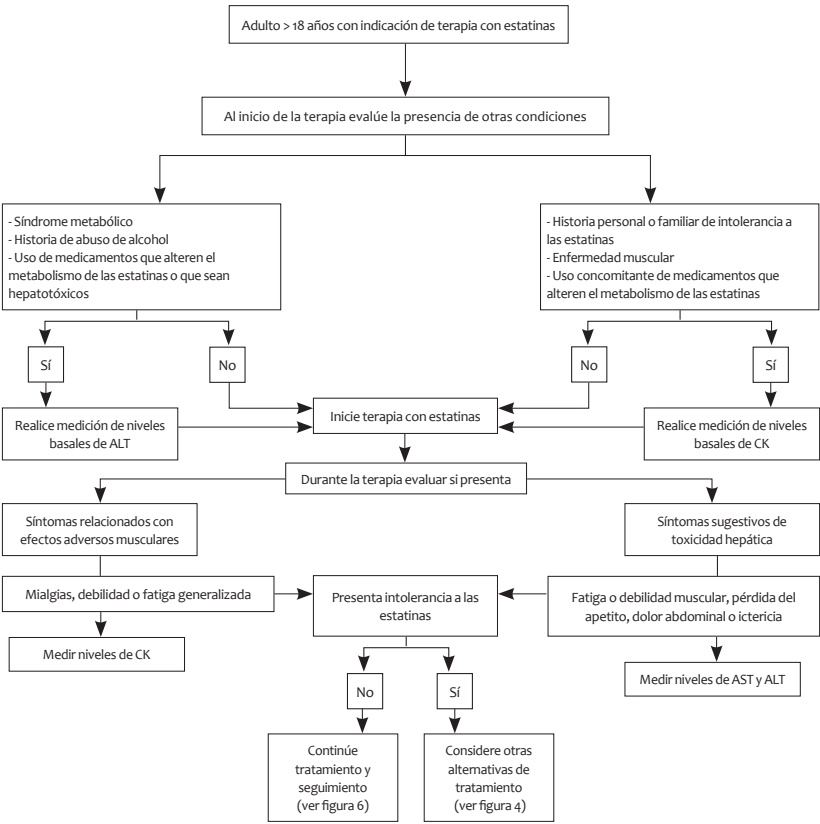 Adulto > 18 años con indicación de terapia con estatinas
Al inicio de la terapia evalúe la presencia de otras condiciones
- Síndrome metabólico
- Historia de abuso de alcohol
- Uso de medicamentos que alteren el
metabolismo de las estatinas o que sean
hepatotóxicos
- Historia personal o familiar de intolerancia a
las estatinas
- Enfermedad muscular
- Uso concomitante de medicamentos que
alteren el metabolismo de las estatinas
Sí
No
No
Sí
Realice medición de niveles
basales de ALT
Inicie terapia con estatinas
Realice medición de niveles
basales de CK
Durante la terapia evaluar si presenta
Síntomas relacionados con
efectos adversos musculares
Síntomas sugestivos de
toxicidad hepática
Mialgias, debilidad o fatiga generalizada
Presenta intolerancia a las
estatinas
Fatiga o debilidad muscular, pérdida del
apetito, dolor abdominal o ictericia
Medir niveles de CK
Medir niveles de AST y ALT
No
Sí
Continúe
tratamiento y
seguimiento
(ver figura 6)
Considere otras
alternativas de
tratamiento
(ver figura 4)